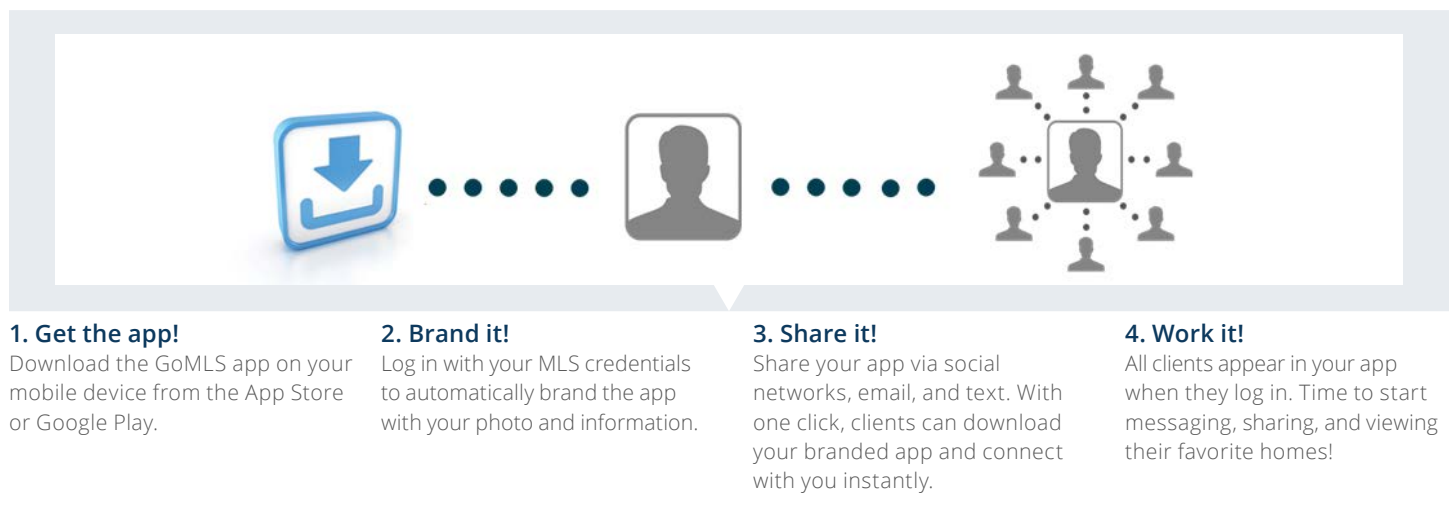 1. Get the app!
Download the GoMLS app on your
mobile device from the App Store
or Google Play.
2. Brand it!
Log in with your MLS credentials
to automatically brand the app
with your photo and information.
3. Share it!
Share your app via social
networks, email, and text. With
one click, clients can download
your branded app and connect
with you instantly.
4. Work it!
All clients appear in your app
when they log in. Time to start
messaging, sharing, and viewing
their favorite homes!